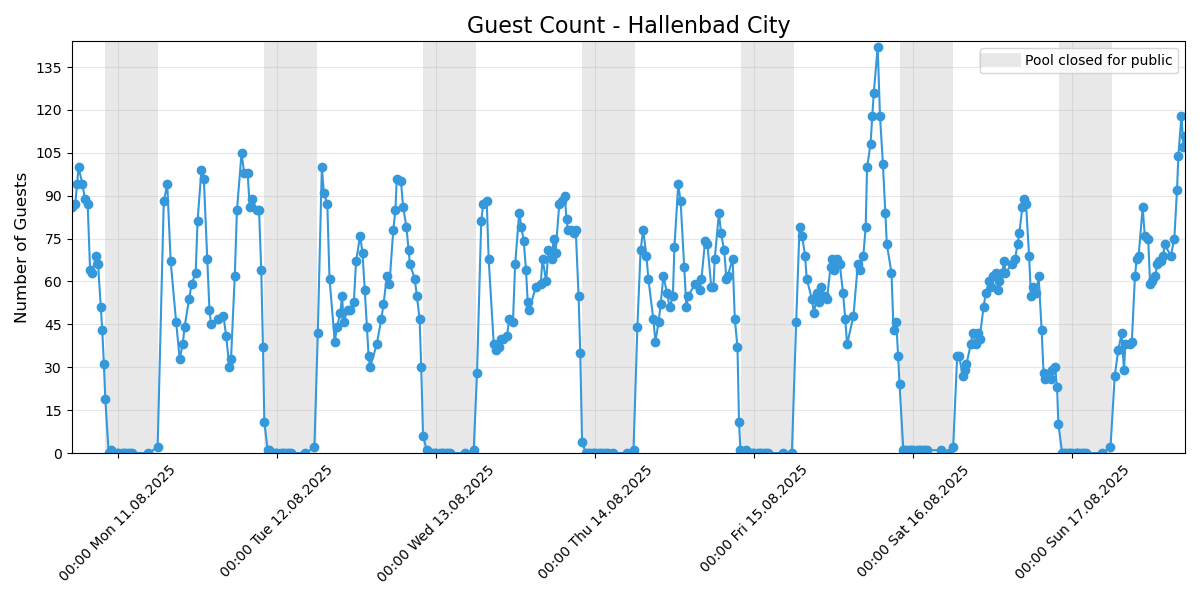 Guest Count - Hallenbad City
Pool closed for public
Number of Guests
135
120
105
90
75
60
45
30
15
0
00:00 Mon 11.08.2025
00:00 Tue 12.08.2025
00:00 Wed 13.08.2025
00:00 Thu 14.08.2025
00:00 Fri 15.08.2025
00:00 Sat 16.08.2025
00:00 Sun 17.08.2025